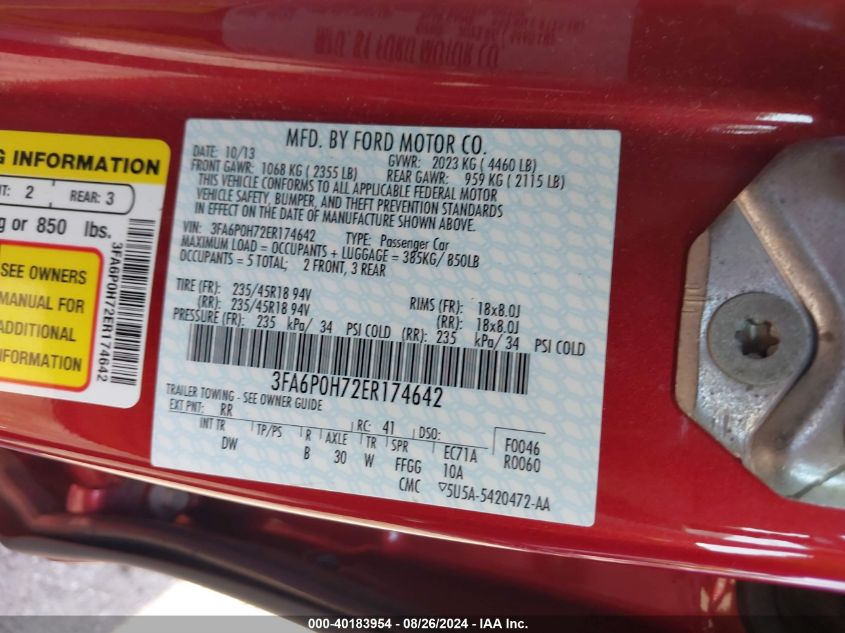 G INFORMATION
NT: 2 REAR: 3
g or 850 lbs.
SEE OWNERS
MANUAL FOR
ADDITIONAL
INFORMATION
3FA6P0H72ER174642
MFD. BY FORD MOTOR CO.
DATE: 10/13 GVWR: 2023 KG ( 4460 LB)
FRONT GAWR: 1068 KG ( 2355 LB) REAR GAWR: 959 KG ( 2115 LB)
THIS VEHICLE CONFORMS TO ALL APPLICABLE FEDERAL MOTOR
VEHICLE SAFETY, BUMPER, AND THEFT PREVENTION STANDARDS
IN EFFECT ON THE DATE OF MANUFACTURE SHOWN ABOVE.
VIN: 3FA6P0H72ER174642 TYPE: Passenger Car
MAXIMUM LOAD = OCCUPANTS + LUGGAGE = 385KG/ 850LB
OCCUPANTS = 5 TOTAL; 2 FRONT, 3 REAR
TIRE (FR): 235/45R18 94V RIMS (FR): 18x8.0J
(RR): 235/45R18 94V (RR): 18x8.0J
PRESSURE (FR): 235 kPa/ 34 PSI COLD (RR): 235 kPa/34 PSI COLD
3FA6P0H72ER174642
TRAILER TOWING - SEE OWNER GUIDE
EXT PNT: RR RC: 41 DSO: F0046
INT TR TP/PS R AXLE TR SPR EC71A R0060
DW B 30 W FFGG 10A
CMC ▽5U5A-5420472-AA
000-40183954 / 08/26/2024 - IAA Inc.